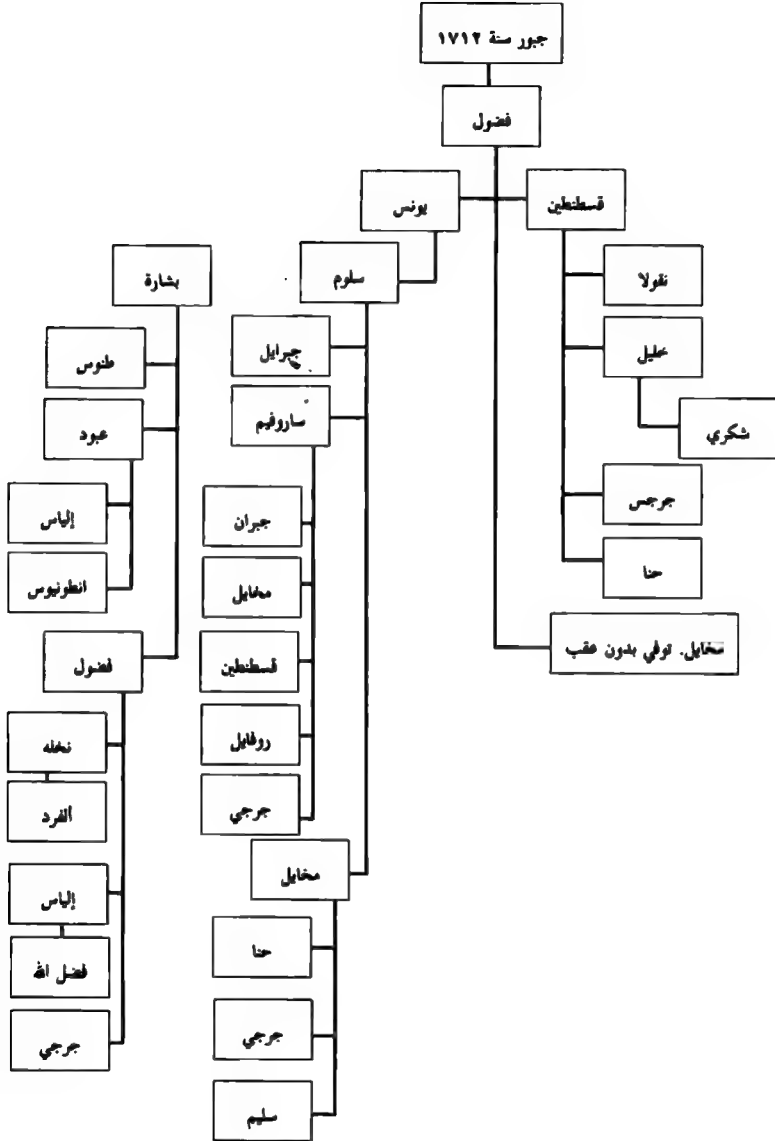 جبور سنة ١٧١٢
فضول
قسطنطين
نقولا
خليل
شكري
جرجس
حنا
مخايل. توفي بدون عقب
يونس
سلوم
جبرايل
ساروفيم
جبران
مخايل
قسطنطين
روفايل
جرجي
مخايل
حنا
جرجي
سليم
بشارة
طنوس
عبود
إلياس
انطونيوس
فضول
نخله
ألفرد
إلياس
فضل الله
جرجي